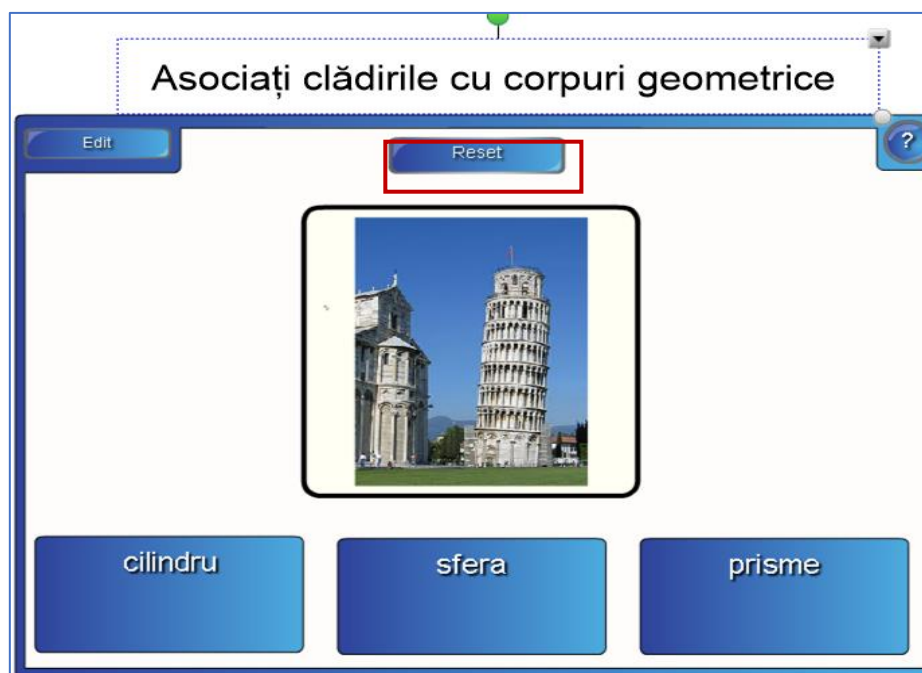 Asociați clădirile cu corpuri geometrice
Edit
Reset
?
cilindru
sfera
prisme